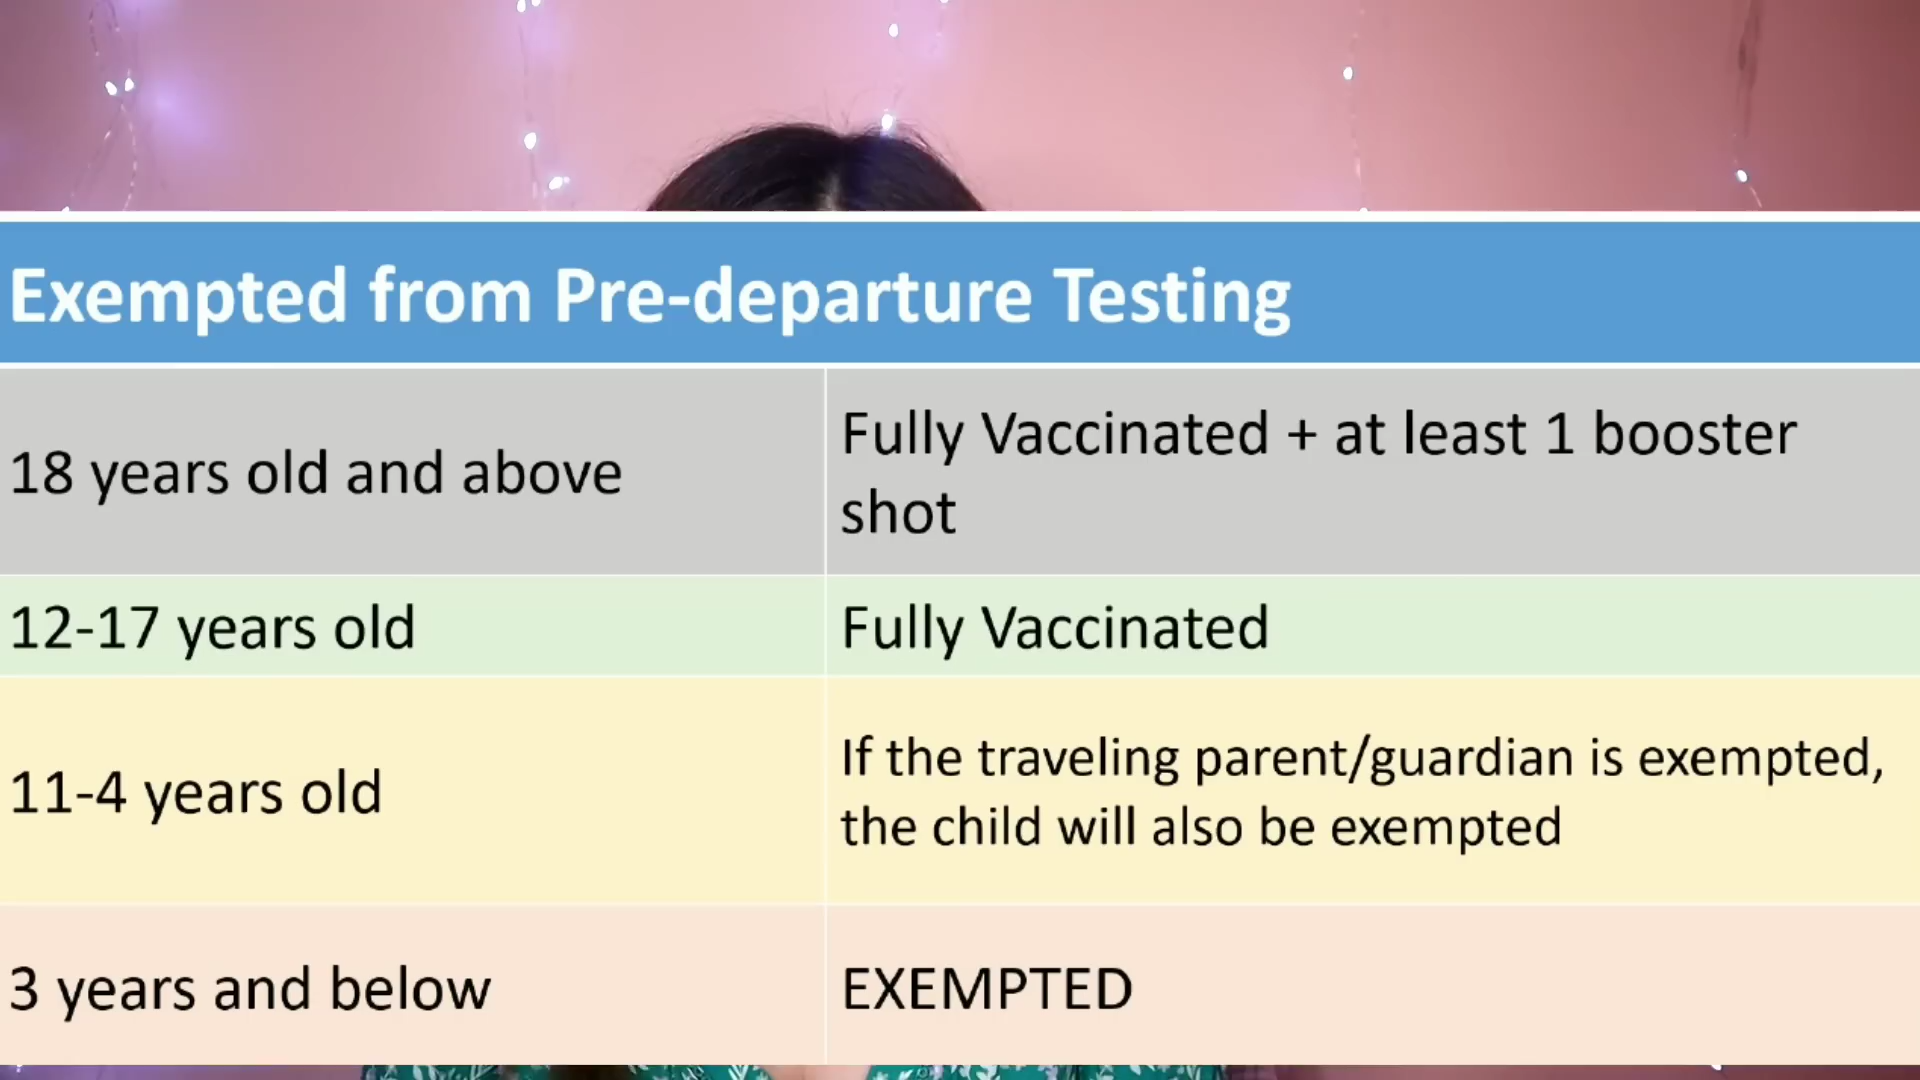 Exempted from Pre-departure Testing
18 years old and above
Fully Vaccinated + at least 1 booster
shot
12-17 years old
Fully Vaccinated
11-4 years old
If the traveling parent/guardian is exempted,
the child will also be exempted
3 years and below
EXEMPTED